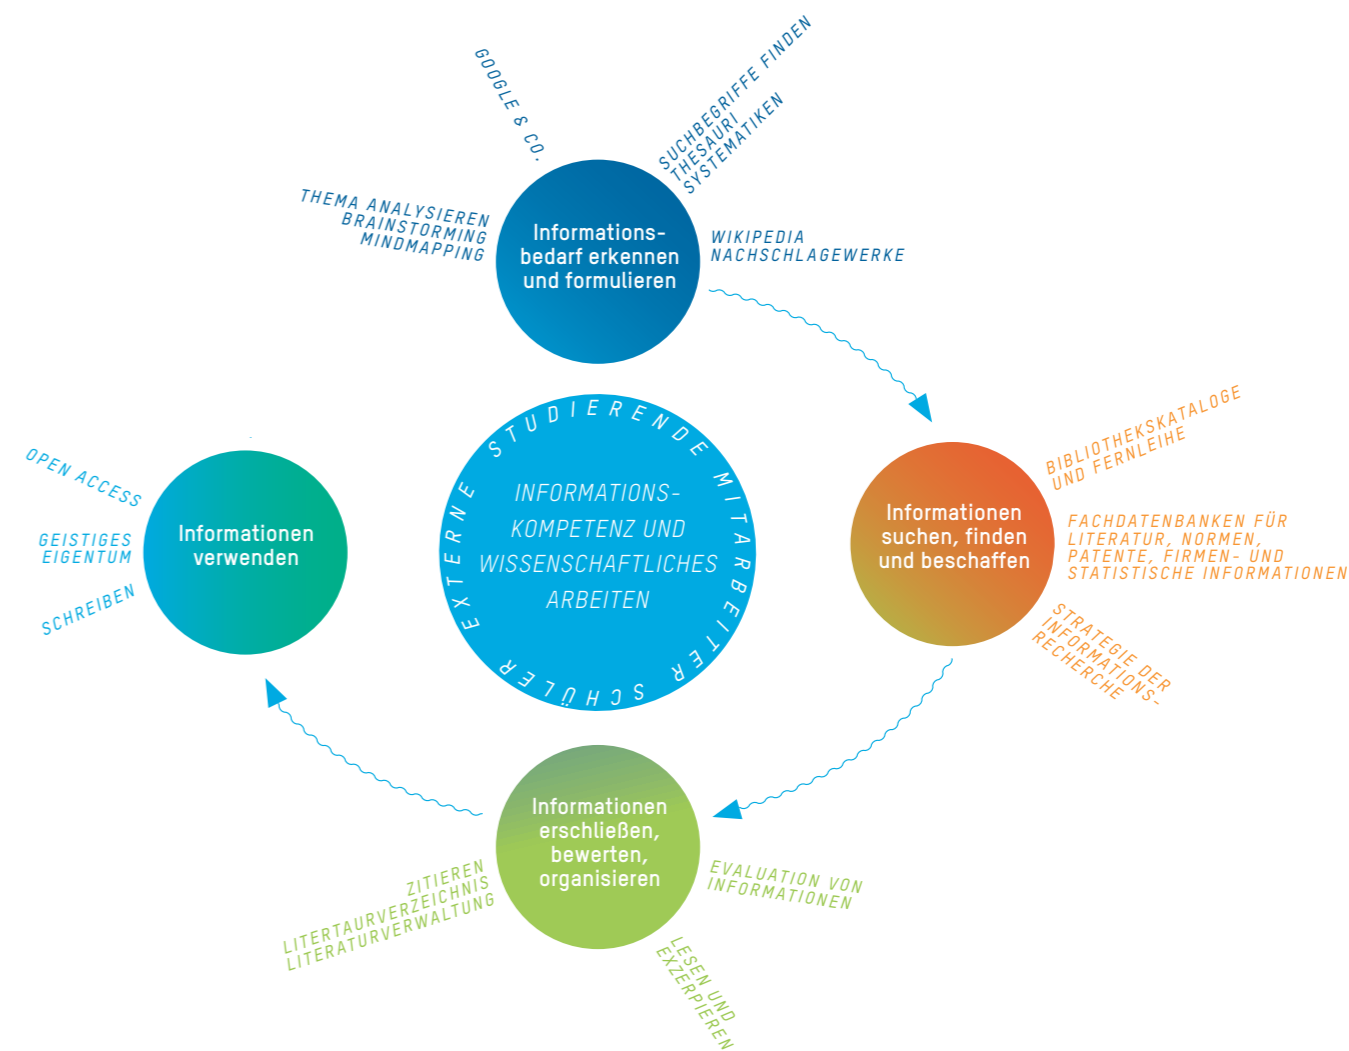 GOOGLE & CO.
SUCHBEGRIFFE FINDEN
THESAURI
SYSTEMATIKEN
THEMA ANALYSIEREN
BRAINSTORMING
MINDMAPPING
Informations-
bedarf erkennen
und formulieren
WIKIPEDIA
NACHSCHLAGEWERKE
BIBLIOTHEKSKATALOGE
UND FERNLEIHE
Informationen
suchen, finden
und beschaffen
FACHDATENBANKEN FÜR
LITERATUR, NORMEN,
PATENTE, FIRMEN- UND
STATISTISCHE INFORMATIONEN
STRATEGIE DER
INFORMATIONS-
RECHERCHE
EXTERNE STUDIERENDE MITARBEITER SCHÜLER
INFORMATIONS-
KOMPETENZ UND
WISSENSCHAFTLICHES
ARBEITEN
OPEN ACCESS
GEISTIGES
EIGENTUM
SCHREIBEN
Informationen
verwenden
Informationen
erschließen,
bewerten,
organisieren
ZITIEREN
LITERTAURVERZEICHNIS
LITERATURVERWALTUNG
EVALUATION VON
INFORMATIONEN
LESEN UND
EXZERPIEREN